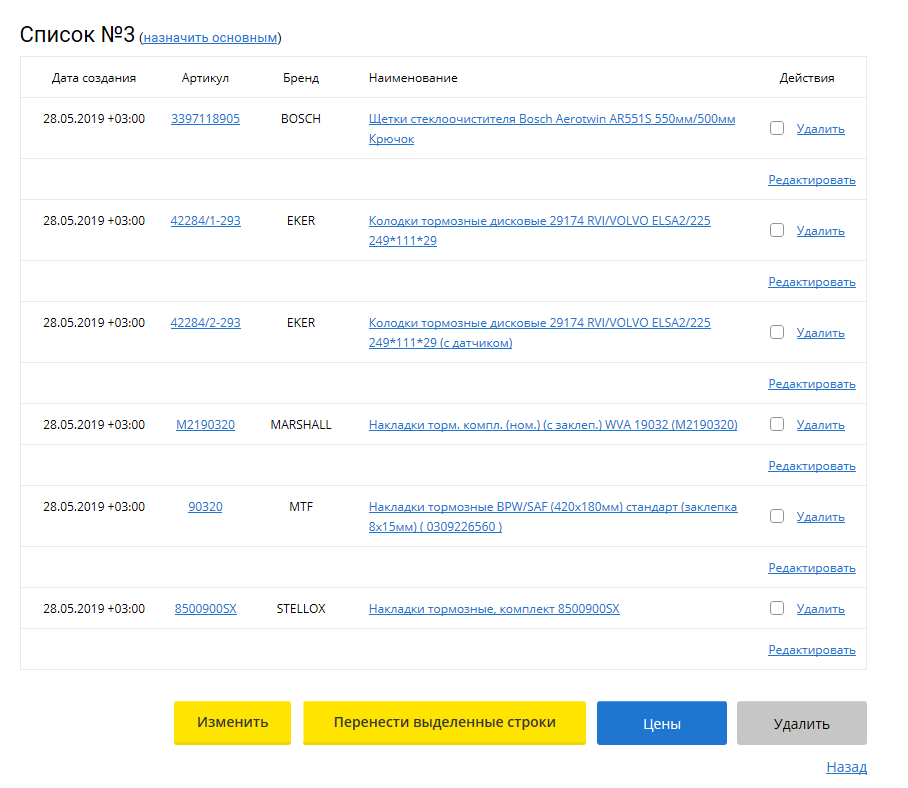 Список №3 (назначить основным)
Дата создания Артикул Бренд Наименование Действия
28.05.2019 +03:00 3397118905 BOSCH Щетки стеклоочистителя Bosch Aerotwin AR551S 550мм/500мм
Крючок
Удалить
Редактировать
28.05.2019 +03:00 42284/1-293 EKER Колодки тормозные дисковые 29174 RVI/VOLVO ELSA2/225
249*111*29
Удалить
Редактировать
28.05.2019 +03:00 42284/2-293 EKER Колодки тормозные дисковые 29174 RVI/VOLVO ELSA2/225
249*111*29 (с датчиком)
Удалить
Редактировать
28.05.2019 +03:00 M2190320 MARSHALL Накладки торм. компл. (ном.) (с заклеп.) WVA 19032 (M2190320) Удалить
Редактировать
28.05.2019 +03:00 90320 MTF Накладки тормозные BPW/SAF (420x180мм) стандарт (заклепка
8x15мм) ( 0309226560 )
Удалить
Редактировать
28.05.2019 +03:00 8500900SX STELLOX Накладки тормозные, комплект 8500900SX Удалить
Редактировать
Изменить Перенести выделенные строки Цены Удалить
Назад